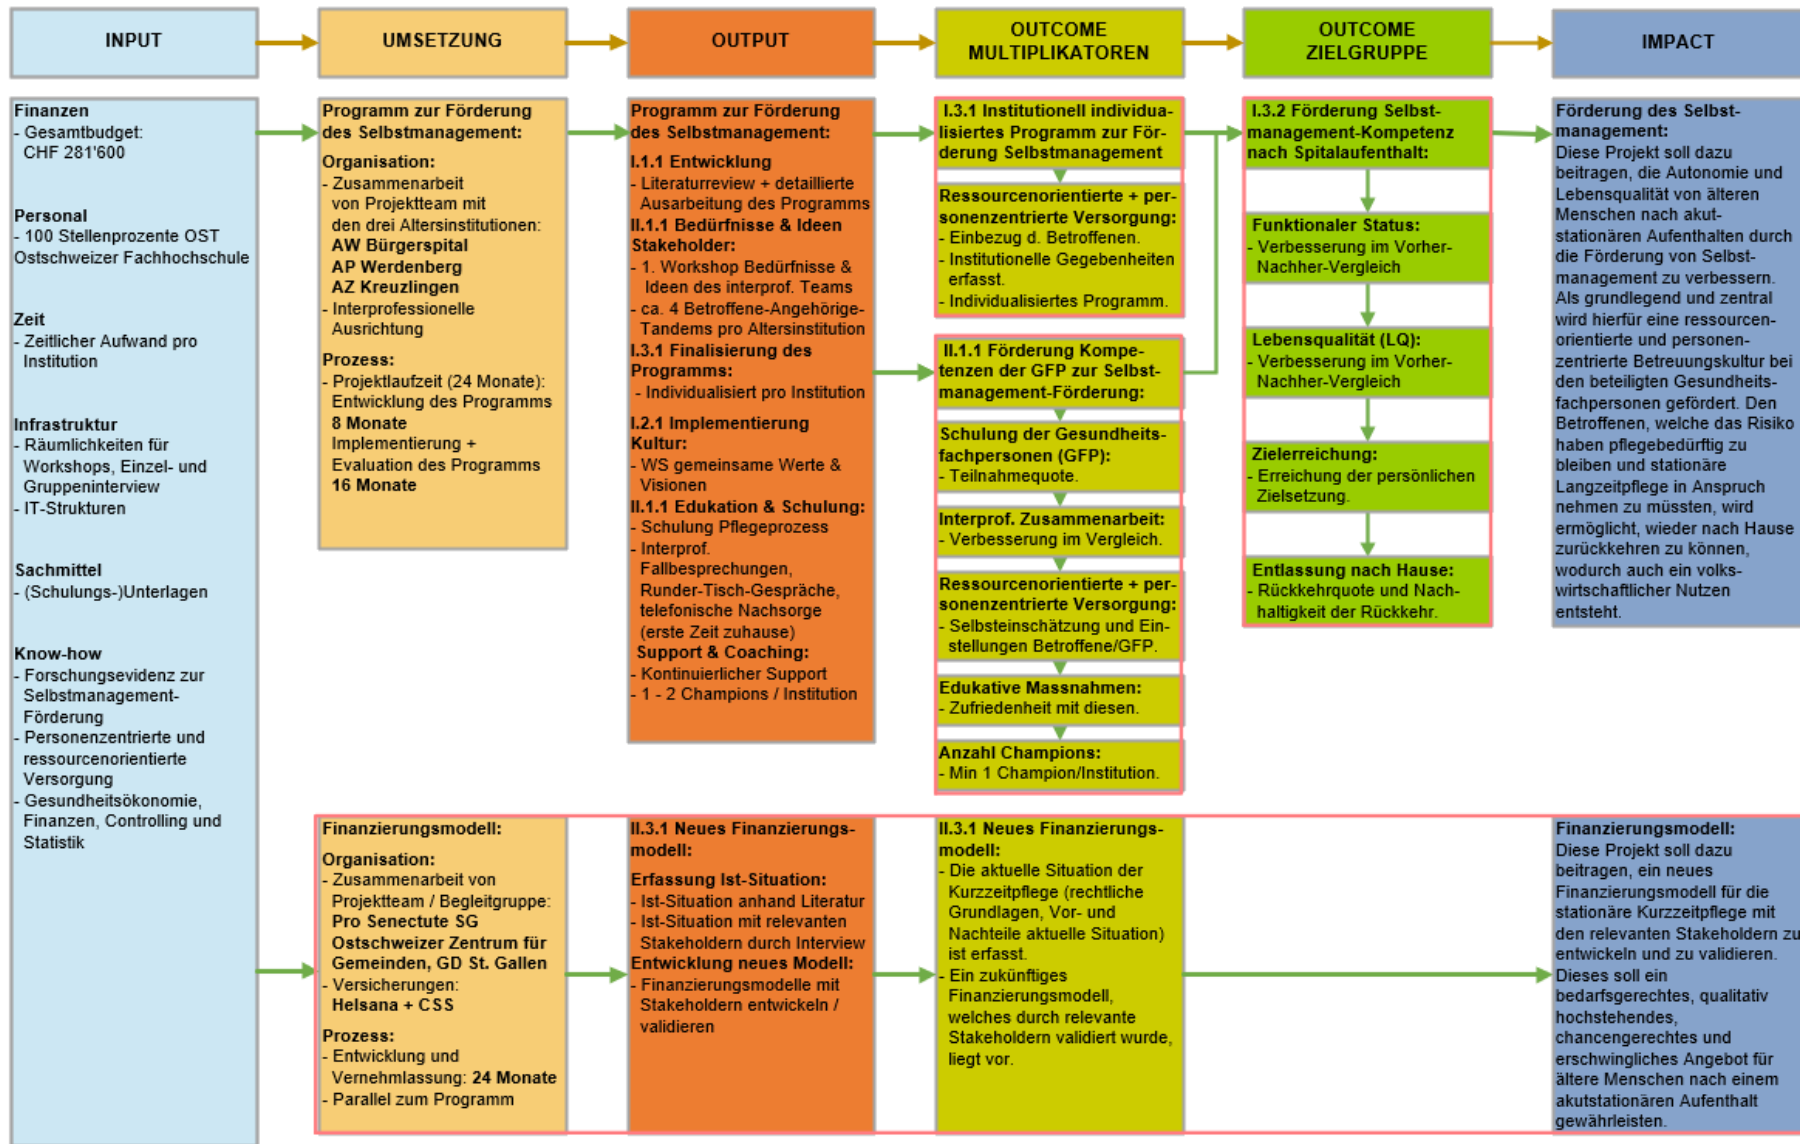 INPUT
UMSETZUNG
OUTPUT
OUTCOME
MULTIPLIKATOREN
OUTCOME
ZIELGRUPPE
IMPACT
Finanzen
- Gesamtbudget:
CHF 281'600
Personal
- 100 Stellenprozente OST
Ostschweizer Fachhochschule
Zeit
- Zeitlicher Aufwand pro
Institution
Infrastruktur
- Räumlichkeiten für
Workshops, Einzel- und
Gruppeninterview
- IT-Strukturen
Sachmittel
- (Schulungs-)Unterlagen
Know-how
- Forschungsevidenz zur
Selbstmanagement-
Förderung
- Personenzentrierte und
ressourcenorientierte
Versorgung
- Gesundheitsökonomie,
Finanzen, Controlling und
Statistik
Programm zur Förderung
des Selbstmanagement:
Organisation:
- Zusammenarbeit
von Projektteam mit
den drei Altersinstitutionen:
AW Bürgerspital
AP Werdenberg
AZ Kreuzlingen
- Interprofessionelle
Ausrichtung
Prozess:
- Projektlaufzeit (24 Monate):
Entwicklung des Programms
8 Monate
Implementierung +
Evaluation des Programms
16 Monate
Programm zur Förderung
des Selbstmanagement:
I.1.1 Entwicklung
- Literaturreview + detaillierte
Ausarbeitung des Programms
II.1.1 Bedürfnisse & Ideen
Stakeholder:
- 1. Workshop Bedürfnisse &
Ideen des interprof. Teams
- ca. 4 Betroffene-Angehörige-
Tandems pro Altersinstitution
I.3.1 Finalisierung des
Programms:
- Individualisiert pro Institution
I.2.1 Implementierung
Kultur:
- WS gemeinsame Werte &
Visionen
II.1.1 Edukation & Schulung:
- Schulung Pflegeprozess
- Interprof.
Fallbesprechungen,
Runder-Tisch-Gespräche,
telefonische Nachsorge
(erste Zeit zuhause)
Support & Coaching:
- Kontinuierlicher Support
- 1 - 2 Champions / Institution
I.3.1 Institutionell individua-
lisiertes Programm zur För-
derung Selbstmanagement
Ressourcenorientierte + per-
sonenzentrierte Versorgung:
- Einbezug d. Betroffenen.
- Institutionelle Gegebenheiten
erfasst.
- Individualisiertes Programm.
II.1.1 Förderung Kompe-
tenzen der GFP zur Selbst-
management-Förderung:
Schulung der Gesundheits-
fachpersonen (GFP):
- Teilnahmequote.
Interprof. Zusammenarbeit:
- Verbesserung im Vergleich.
Ressourcenorientierte + per-
sonenzentrierte Versorgung:
- Selbsteinschätzung und Ein-
stellungen Betroffene/GFP.
Edukative Massnahmen:
- Zufriedenheit mit diesen.
Anzahl Champions:
- Min 1 Champion/Institution.
I.3.2 Förderung Selbst-
management-Kompetenz
nach Spitalaufenthalt:
Funktionaler Status:
- Verbesserung im Vorher-
Nachher-Vergleich
Lebensqualität (LQ):
- Verbesserung im Vorher-
Nachher-Vergleich
Zielerreichung:
- Erreichung der persönlichen
Zielsetzung.
Entlassung nach Hause:
- Rückkehrquote und Nach-
haltigkeit der Rückkehr.
Förderung des Selbst-
management:
Diese Projekt soll dazu
beitragen, die Autonomie und
Lebensqualität von älteren
Menschen nach akut-
stationären Aufenthalten durch
die Förderung von Selbst-
management zu verbessern.
Als grundlegend und zentral
wird hierfür eine ressourcen-
orientierte und personen-
zentrierte Betreuungskultur bei
den beteiligten Gesundheits-
fachpersonen gefördert. Den
Betroffenen, welche das Risiko
haben pflegebedürftig zu
bleiben und stationäre
Langzeitpflege in Anspruch
nehmen zu müssten, wird
ermöglicht, wieder nach Hause
zurückkehren zu können,
wodurch auch ein volks-
wirtschaftlicher Nutzen
entsteht.
Finanzierungsmodell:
Organisation:
- Zusammenarbeit von
Projektteam / Begleitgruppe:
Pro Senectute SG
Ostschweizer Zentrum für
Gemeinden, GD St. Gallen
- Versicherungen:
Helsana + CSS
Prozess:
- Entwicklung und
Vernehmlassung: 24 Monate
- Parallel zum Programm
II.3.1 Neues Finanzierungs-
modell:
Erfassung Ist-Situation:
- Ist-Situation anhand Literatur
- Ist-Situation mit relevanten
Stakeholdern durch Interview
Entwicklung neues Modell:
- Finanzierungsmodelle mit
Stakeholdern entwickeln /
validieren
II.3.1 Neues Finanzierungs-
modell:
- Die aktuelle Situation der
Kurzzeitpflege (rechtliche
Grundlagen, Vor- und
Nachteile aktuelle Situation)
ist erfasst.
- Ein zukünftiges
Finanzierungsmodell,
welches durch relevante
Stakeholdern validiert wurde,
liegt vor.
Finanzierungsmodell:
Diese Projekt soll dazu
beitragen, ein neues
Finanzierungsmodell für die
stationäre Kurzzeitpflege mit
den relevanten Stakeholdern zu
entwickeln und zu validieren.
Dieses soll ein
bedarfsgerechtes, qualitativ
hochstehendes,
chancengerechtes und
erschwingliches Angebot für
ältere Menschen nach einem
akutstationären Aufenthalt
gewährleisten.